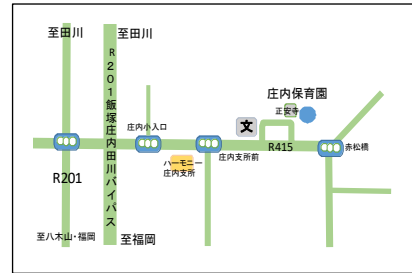 至田川
至田川
R201飯塚庄内田川バイパス
庄内保育園
正安寺
庄内小入口
文
ハーモニー
庄内支所
庄内支所前
R415
赤松橋
R201
至八木山・福岡
至福岡